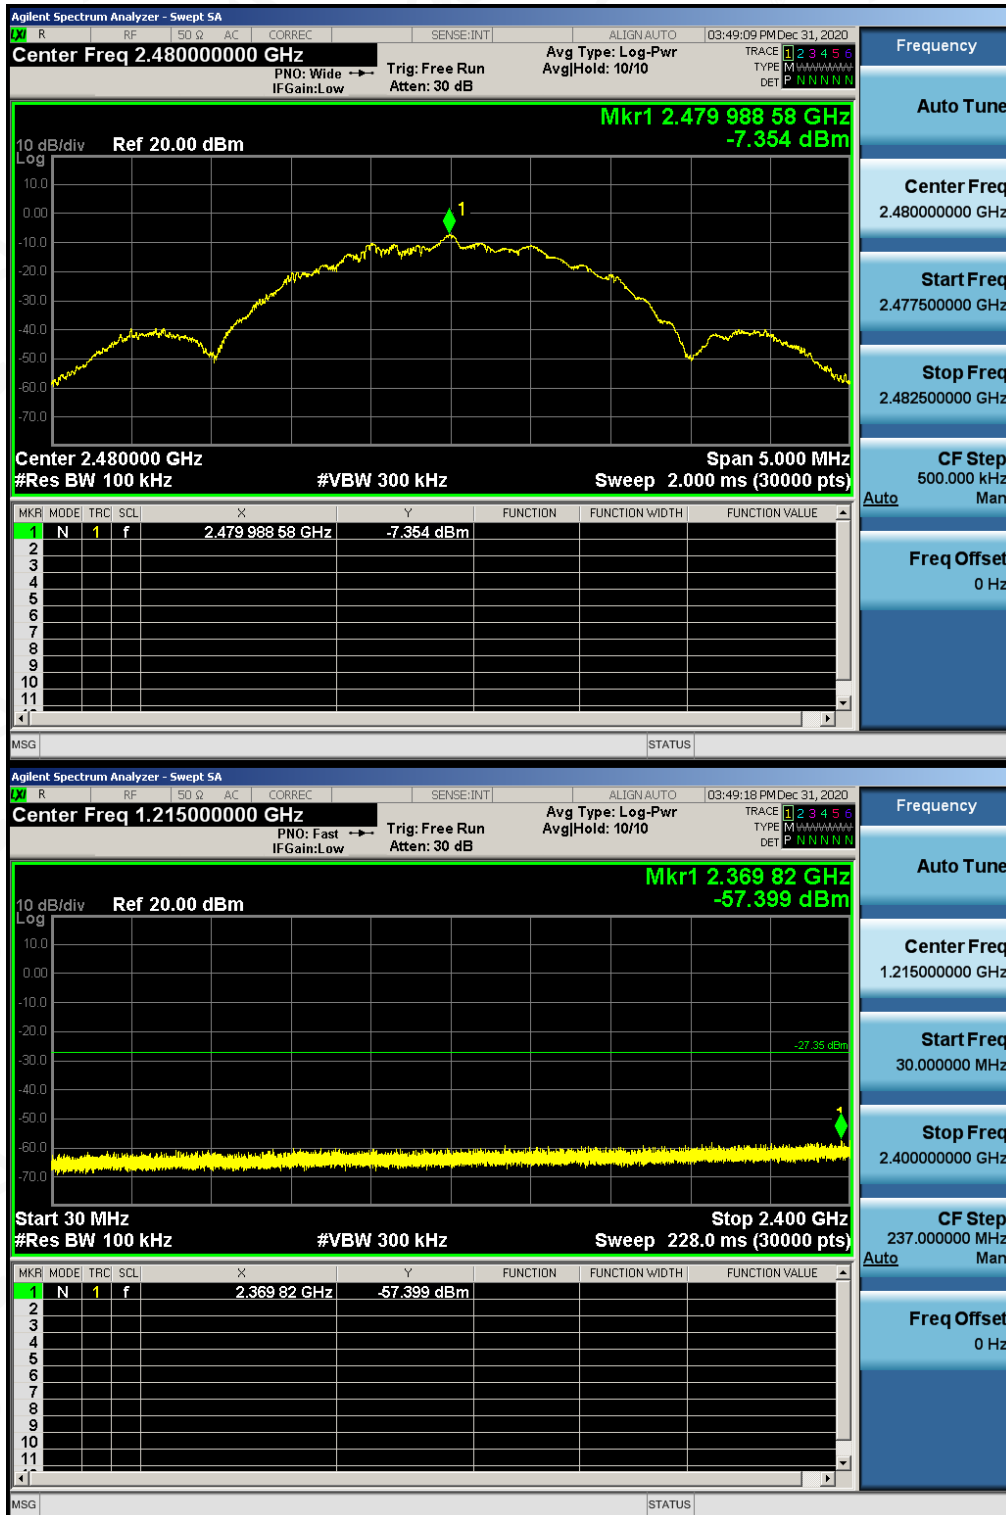 Agilent Spectrum Analyzer - Swept SA
LXI R RF 50 Ω AC CORREC SENSE:INT ALIGN AUTO 03:49:09 PM Dec 31, 2020
Center Freq 2.480000000 GHz
PNO: Wide
IFGain:Low
Trig: Free Run
Atten: 30 dB
Avg Type: Log-Pwr
Avg|Hold: 10/10
TRACE 1 2 3 4 5 6
TYPE M WWWWW
DET P N N N N N
Mkr1 2.479 988 58 GHz
-7.354 dBm
10 dB/div Ref 20.00 dBm
Log
10.0
0.00
-10.0
-20.0
-30.0
-40.0
-50.0
-60.0
-70.0
1
Center 2.480000 GHz Span 5.000 MHz
#Res BW 100 kHz #VBW 300 kHz Sweep 2.000 ms (30000 pts)
MKR MODE TRC SCL X Y FUNCTION FUNCTION WIDTH FUNCTION VALUE
1 N 1 f 2.479 988 58 GHz -7.354 dBm
2
3
4
5
6
7
8
9
10
11
MSG STATUS
Frequency
Auto Tune
Center Freq
2.480000000 GHz
Start Freq
2.477500000 GHz
Stop Freq
2.482500000 GHz
CF Step
500.000 kHz
Auto Man
Freq Offset
0 Hz
Agilent Spectrum Analyzer - Swept SA
LXI R RF 50 Ω AC CORREC SENSE:INT ALIGN AUTO 03:49:18 PM Dec 31, 2020
Center Freq 1.215000000 GHz
PNO: Fast
IFGain:Low
Trig: Free Run
Atten: 30 dB
Avg Type: Log-Pwr
Avg|Hold: 10/10
TRACE 1 2 3 4 5 6
TYPE M WWWWW
DET P N N N N N
Mkr1 2.369 82 GHz
-57.399 dBm
10 dB/div Ref 20.00 dBm
Log
10.0
0.00
-10.0
-20.0
-30.0
-40.0
-50.0
-60.0
-70.0
-27.35 dBm
1
Start 30 MHz Stop 2.400 GHz
#Res BW 100 kHz #VBW 300 kHz Sweep 228.0 ms (30000 pts)
MKR MODE TRC SCL X Y FUNCTION FUNCTION WIDTH FUNCTION VALUE
1 N 1 f 2.369 82 GHz -57.399 dBm
2
3
4
5
6
7
8
9
10
11
MSG STATUS
Frequency
Auto Tune
Center Freq
1.215000000 GHz
Start Freq
30.000000 MHz
Stop Freq
2.400000000 GHz
CF Step
237.000000 MHz
Auto Man
Freq Offset
0 Hz